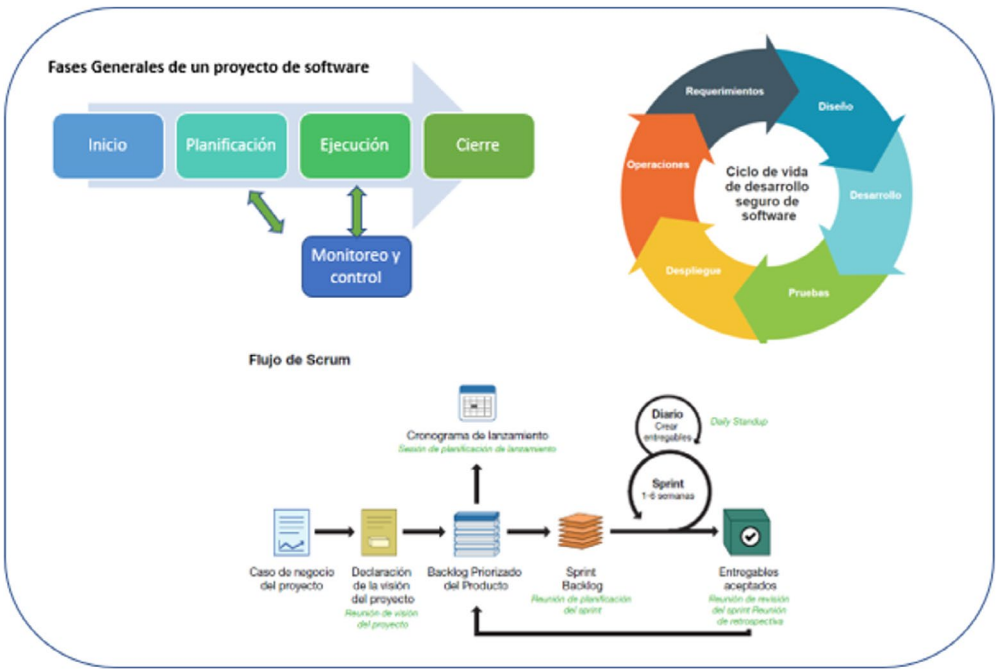 Fases Generales de un proyecto de software
Inicio
Planificación
Ejecución
Cierre
Monitoreo y
control
Requerimientos
Diseño
Desarrollo
Pruebas
Despliegue
Operaciones
Ciclo de vida
de desarrollo
seguro de
software
Flujo de Scrum
Cronograma de lanzamiento
Sesión de planificación de lanzamiento
Diario
Crear
entregables
Daily Standup
Sprint
1-6 semanas
Caso de negocio
del proyecto
Declaración
de la visión
del proyecto
Reunión de visión
del proyecto
Backlog Priorizado
del Producto
Sprint
Backlog
Reunión de planificación
del sprint
Entregables
aceptados
Reunión de revisión
del sprint Reunión
de retrospectiva